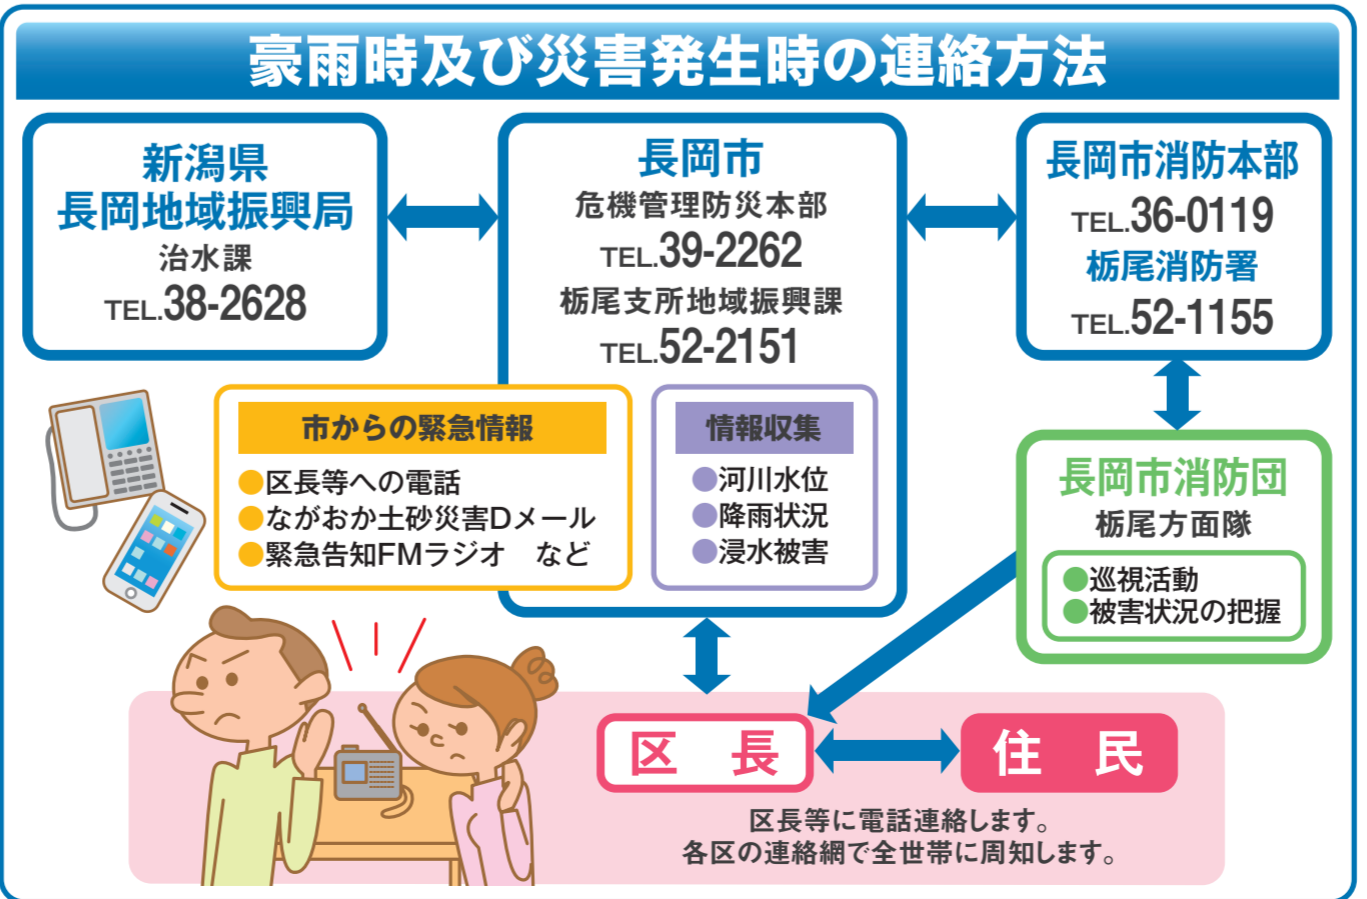 豪雨時及び災害発生時の連絡方法
新潟県
長岡地域振興局
治水課
TEL.38-2628
長岡市
危機管理防災本部
TEL.39-2262
栃尾支所地域振興課
TEL.52-2151
長岡市消防本部
TEL.36-0119
栃尾消防署
TEL.52-1155
市からの緊急情報
●区長等への電話
●ながおか土砂災害Dメール
●緊急告知FMラジオ　など
情報収集
●河川水位
●降雨状況
●浸水被害
長岡市消防団
栃尾方面隊
●巡視活動
●被害状況の把握
区　長
住　民
区長等に電話連絡します。
各区の連絡網で全世帯に周知します。